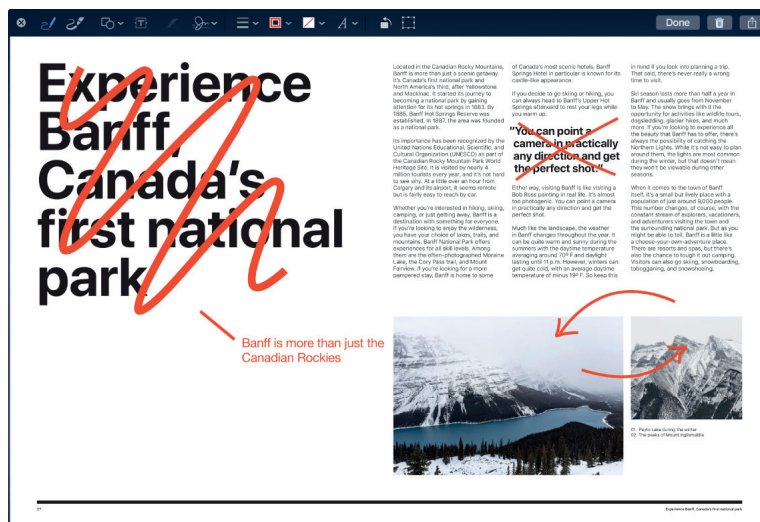 Done
Experience
Banff,
Canada's
first national
park
Banff is more than just the
Canadian Rockies
Located in the Canadian Rocky Mountains,
Banff is more than just a scenic getaway.
It's Canada's first national park and
North America's third, after Yellowstone
and Mackinac. It started its journey to
becoming a national park by gaining
attention for its hot springs in 1883. By
1885, Banff Hot Springs Reserve was
established. In 1887, the area was founded
as a national park.
Its importance has been recognized by the
United Nations Educational, Scientific, and
Cultural Organization (UNESCO) as part of
the Canadian Rocky Mountain Park World
Heritage Site. It is visited by nearly 4
million tourists every year, and it's not hard
to see why. At a little over an hour from
Calgary and its airport, it seems remote
but is fairly easy to reach by car.
Whether you're interested in hiking, skiing,
camping, or just getting away, Banff is a
destination with something for everyone.
If you're looking to enjoy the wilderness,
you have your choice of lakes, trails, and
mountains. Banff National Park offers
experiences for all skill levels. Among
them are the often-photographed Moraine
Lake, the Cory Pass trail, and Mount
Fairview. If you're looking for a more
pampered stay, Banff is home to some
of Canada's most scenic hotels. Banff
Springs Hotel in particular is known for its
castle-like appearance.
If you decide to go skiing or hiking, you
can always head to Banff's Upper Hot
Springs afterward to rest your legs while
you warm up.
"You can point a
camera in practically
any direction and get
the perfect shot."
Either way, visiting Banff is like visiting a
Bob Ross painting in real life. It's almost
too photogenic. You can point a camera
in practically any direction and get the
perfect shot.
Much like the landscape, the weather
in Banff changes throughout the year. It
can be quite warm and sunny during the
summers with the daytime temperature
averaging around 70º F and daylight
lasting until 11 p.m. However, winters can
get quite cold, with an average daytime
temperature of minus 19º F. So keep this
in mind if you look into planning a trip.
That said, there's never really a wrong
time to visit.
Ski season lasts more than half a year in
Banff and usually goes from November
to May. The snow brings with it the
opportunity for activities like wildlife tours,
dogsledding, glacier hikes, and much
more. If you're looking to experience all
the beauty that Banff has to offer, there's
always the possibility of catching the
Northern Lights. While it's not easy to plan
to find them, the lights are most common
during the winter, but that doesn't mean
they won't be viewable during other
seasons.
When it comes to the town of Banff
itself, it's a small but lively place with a
population of just around 9,000 people.
This number changes, of course, with the
constant stream of explorers, vacationers,
and adventurers visiting the town and
the surrounding national park. But as you
might be able to tell, Banff is a little like
a choose-your-own-adventure place.
There are resorts and spas, but there's
also the chance to tough it out camping.
Visitors can also go skiing, snowboarding,
tobogganing, and snowshoeing.
01. Peyto Lake during the winter
02. The peaks of Mount Inglismaldie
Experience Banff, Canada's first national park